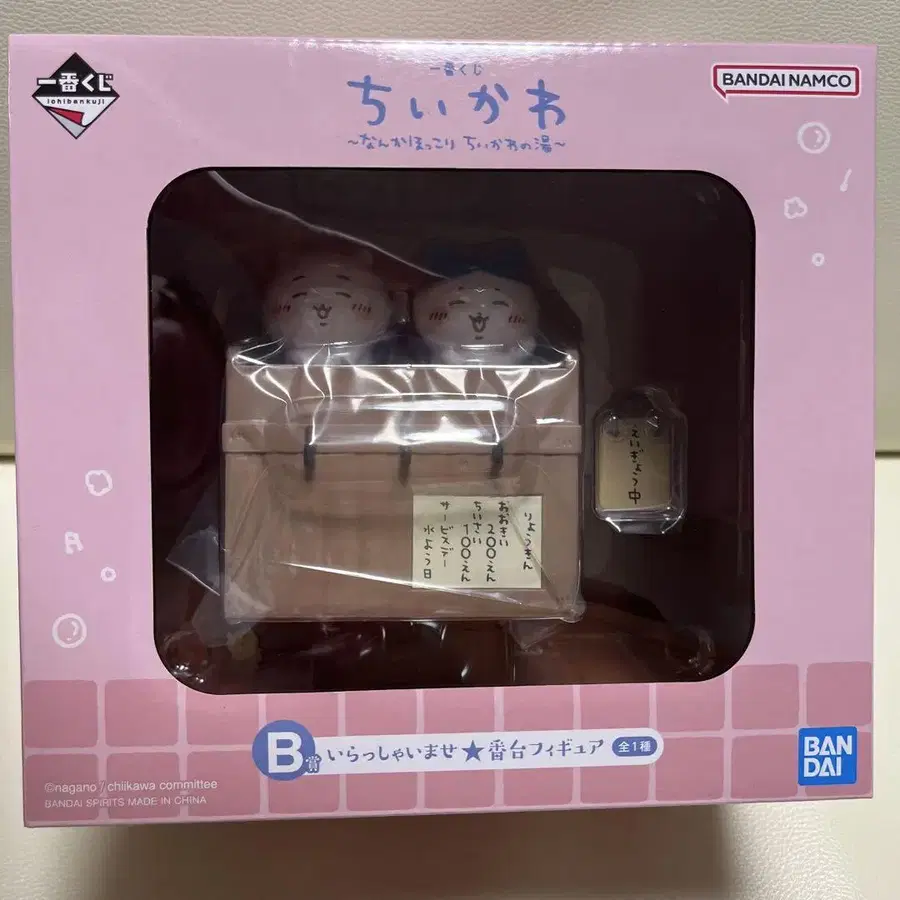 一番くじ
ichibankuji
一番くじ
ちいかわ
～なんかほっこり ちいかわの湯～
BANDAI NAMCO
りようきん
おおきい 200えん
ちいさい 100えん
サービスデー
水よう日
えいぎょう中
B賞 いらっしゃいませ★番台フィギュア 全1種
©nagano / chiikawa committee
BANDAI SPIRITS MADE IN CHINA
BAN
DAI